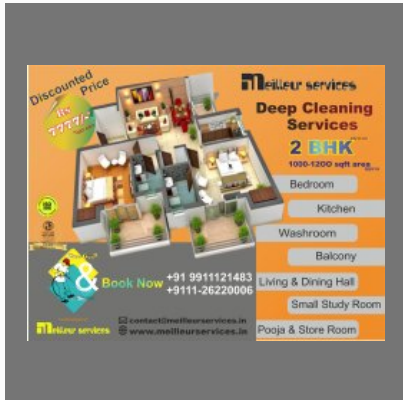 Discounted
Price
Rs
7777/-
Meilleur services
Deep Cleaning
Services
2 BHK
1000-1200 sqft area
Bedroom
Kitchen
Washroom
Balcony
Living & Dining Hall
Small Study Room
Pooja & Store Room
&
Book Now
+91 9911121483
+9111-26220006
Meilleur services
contact@meilleurservices.in
www.meilleurservices.in